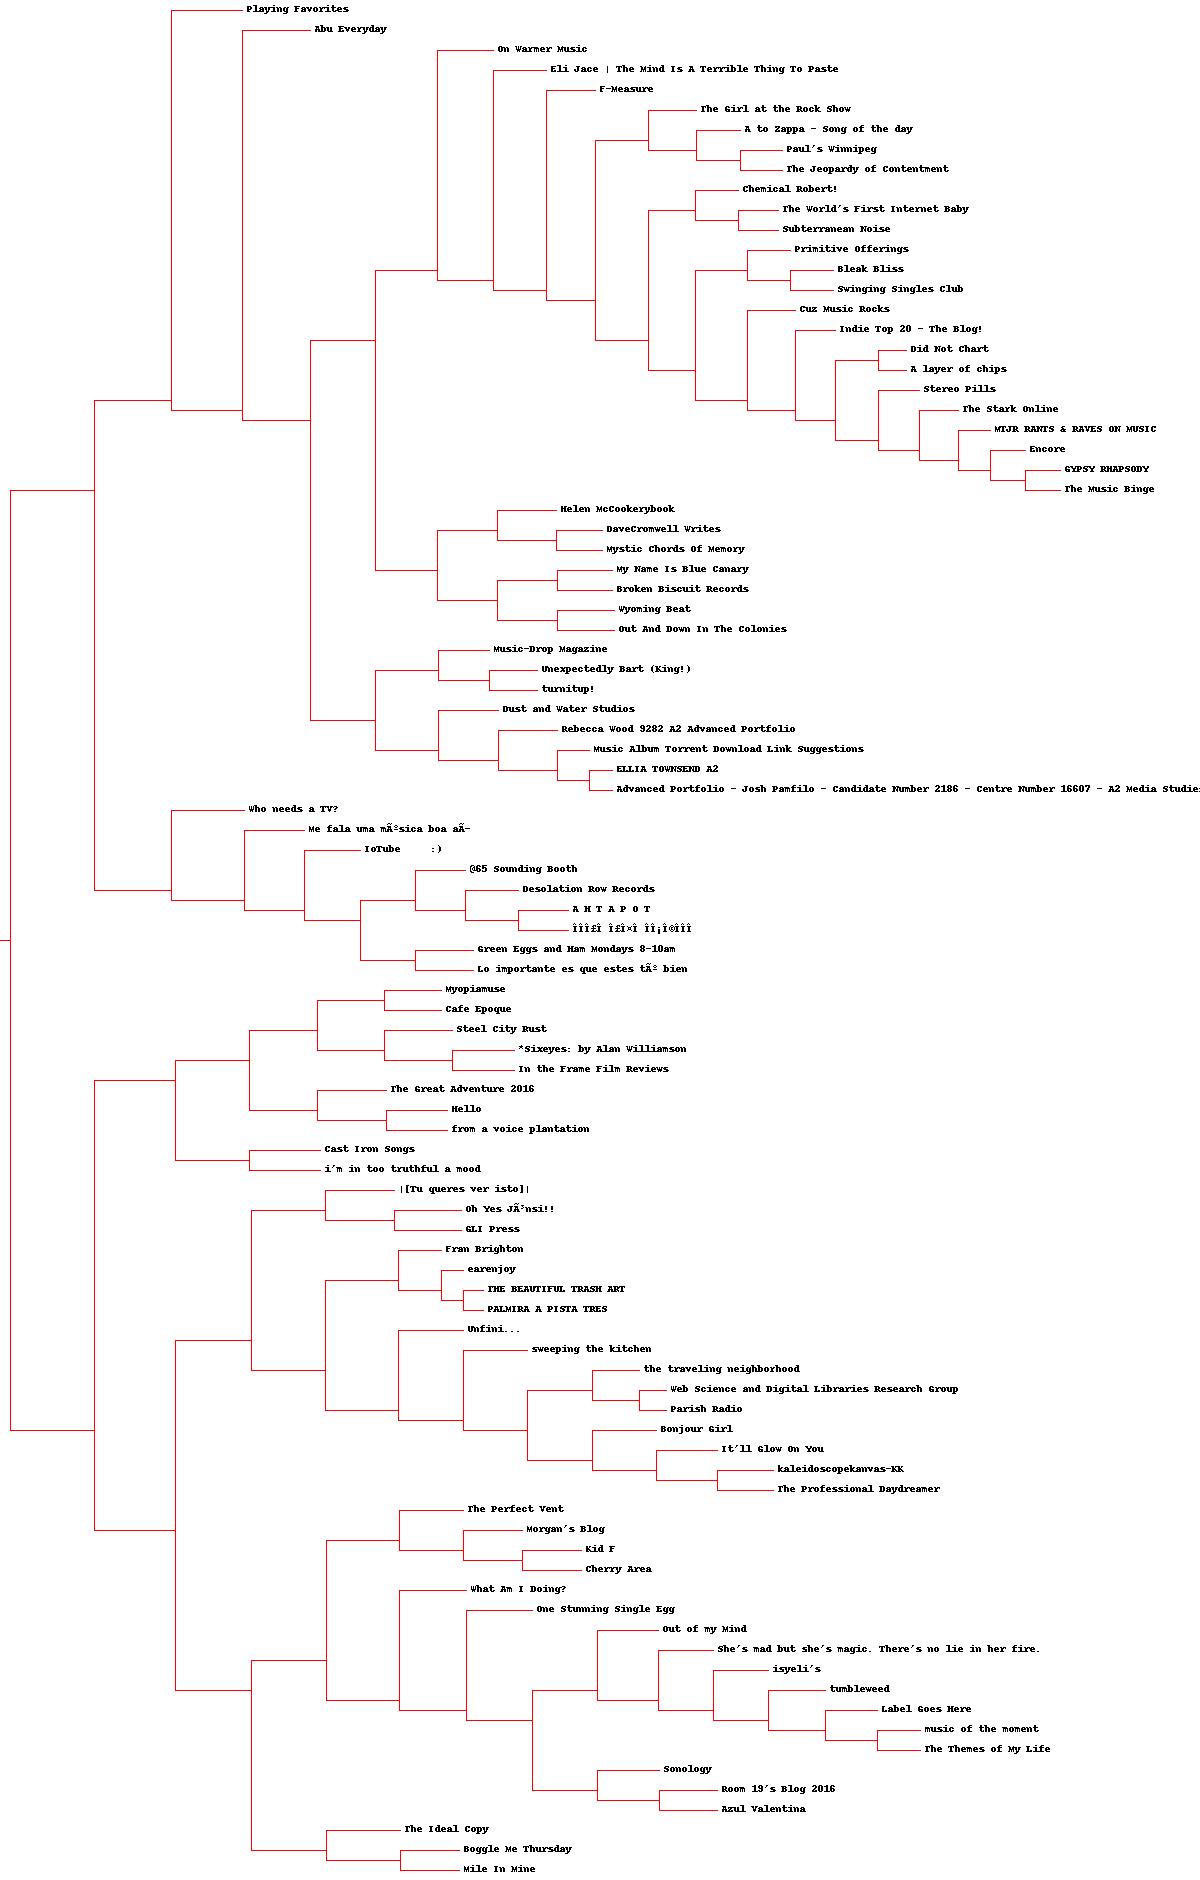 Playing Favorites
Abu Everyday
On Warmer Music
Eli Jace | The Mind Is A Terrible Thing To Paste
F-Measure
The Girl at the Rock Show
A to Zappa - Song of the day
Paul's Winnipeg
The Jeopardy of Contentment
Chemical Robert!
The World's First Internet Baby
Subterranean Noise
Primitive Offerings
Bleak Bliss
Swinging Singles Club
Cuz Music Rocks
Indie Top 20 - The Blog!
Did Not Chart
A layer of chips
Stereo Pills
The Stark Online
MTJR RANTS & RAVES ON MUSIC
Encore
GYPSY RHAPSODY
The Music Binge
Helen McCookerybook
DaveCromwell Writes
Mystic Chords Of Memory
My Name Is Blue Canary
Broken Biscuit Records
Wyoming Beat
Out And Down In The Colonies
Music-Drop Magazine
Unexpectedly Bart (King!)
turnitup!
Dust and Water Studios
Rebecca Wood 9282 A2 Advanced Portfolio
Music Album Torrent Download Link Suggestions
ELLIA TOWNSEND A2
Advanced Portfolio - Josh Pamfilo - Candidate Number 2186 - Centre Number 16607 - A2 Media Studies
Who needs a TV?
Me fala uma mÃºsica boa aÃ-
IoTube :)
@65 Sounding Booth
Desolation Row Records
A H T A P O T
Green Eggs and Ham Mondays 8-10am
Lo importante es que estes tÃº bien
Myopiamuse
Cafe Epoque
Steel City Rust
*Sixeyes: by Alan Williamson
In the Frame Film Reviews
The Great Adventure 2016
Hello
from a voice plantation
Cast Iron Songs
i'm in too truthful a mood
|[Tu queres ver isto]|
Oh Yes JÃ³nsi!!
GLI Press
Fran Brighton
earenjoy
THE BEAUTIFUL TRASH ART
PALMIRA A PISTA TRES
Unfini...
sweeping the kitchen
the traveling neighborhood
Web Science and Digital Libraries Research Group
Parish Radio
Bonjour Girl
It'll Glow On You
kaleidoscopekanvas-KK
The Professional Daydreamer
The Perfect Vent
Morgan's Blog
Kid F
Cherry Area
What Am I Doing?
One Stunning Single Egg
Out of my Mind
She's mad but she's magic. There's no lie in her fire.
isyeli's
tumbleweed
Label Goes Here
music of the moment
The Themes of My Life
Sonology
Room 19's Blog 2016
Azul Valentina
The Ideal Copy
Boggle Me Thursday
Mile In Mine